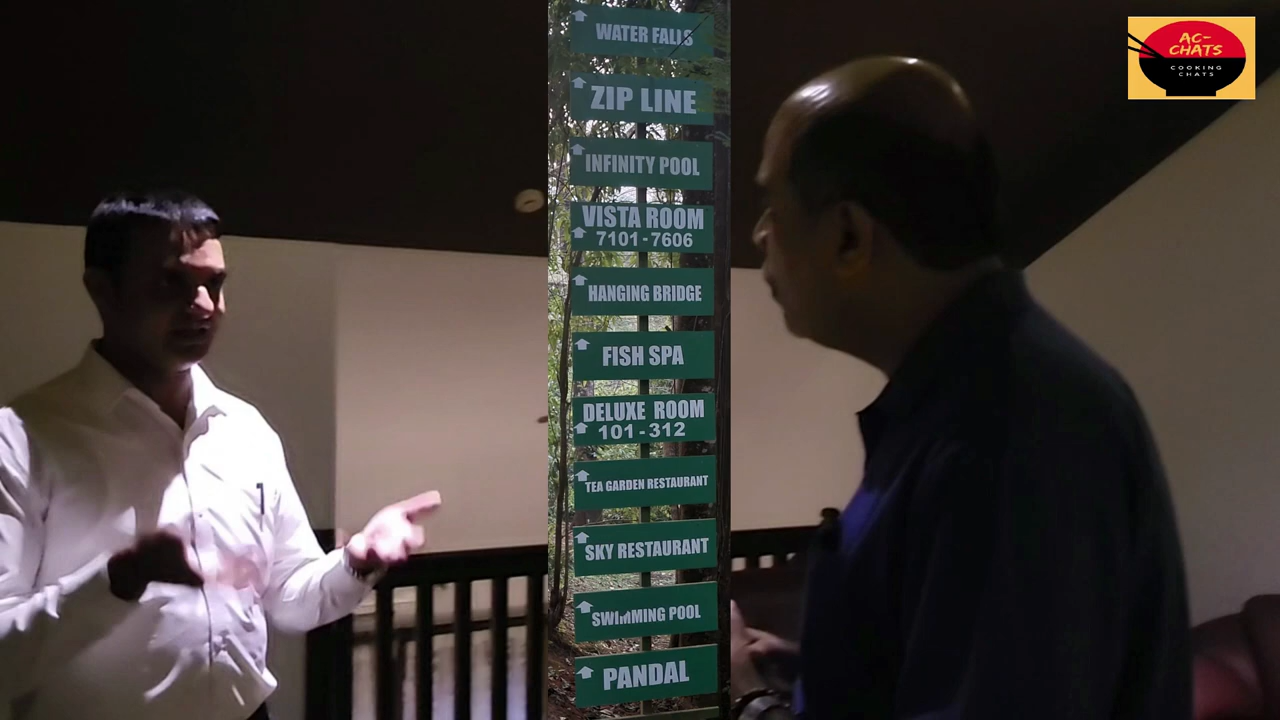 WATER FALLS
ZIP LINE
INFINITY POOL
VISTA ROOM
7101-7606
HANGING BRIDGE
FISH SPA
DELUXE ROOM
101-312
TEA GARDEN RESTAURANT
SKY RESTAURANT
SWIMMING POOL
PANDAL
AC-
CHATS
COOKING
CHATS